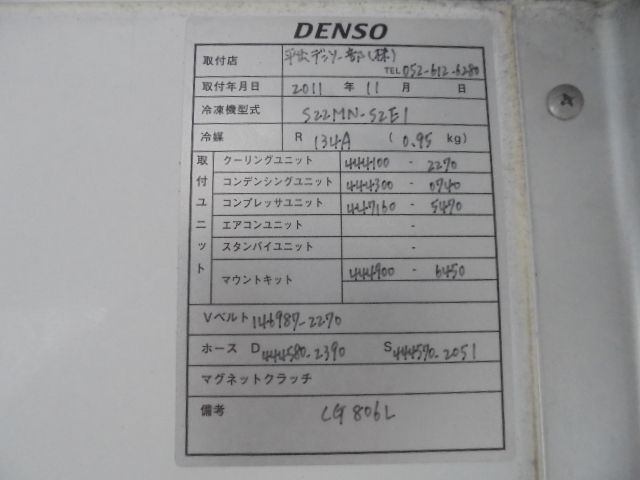 DENSO
取付店
TEL 052-612-6280
取付年月日 2011 年 11 月 日
冷凍機型式 S22MN-S2E1
冷媒 R 134A ( 0.95 kg)
取付ユニット
クーリングユニット 444100 - 2270
コンデンシングユニット 444300 - 0740
コンプレッサユニット 447160 - 5470
エアコンユニット -
スタンバイユニット -
マウントキット 444900 - 6450
Vベルト 146987-2270
ホース D 444580-2390 S 444570-2051
マグネットクラッチ
備考 LG806L